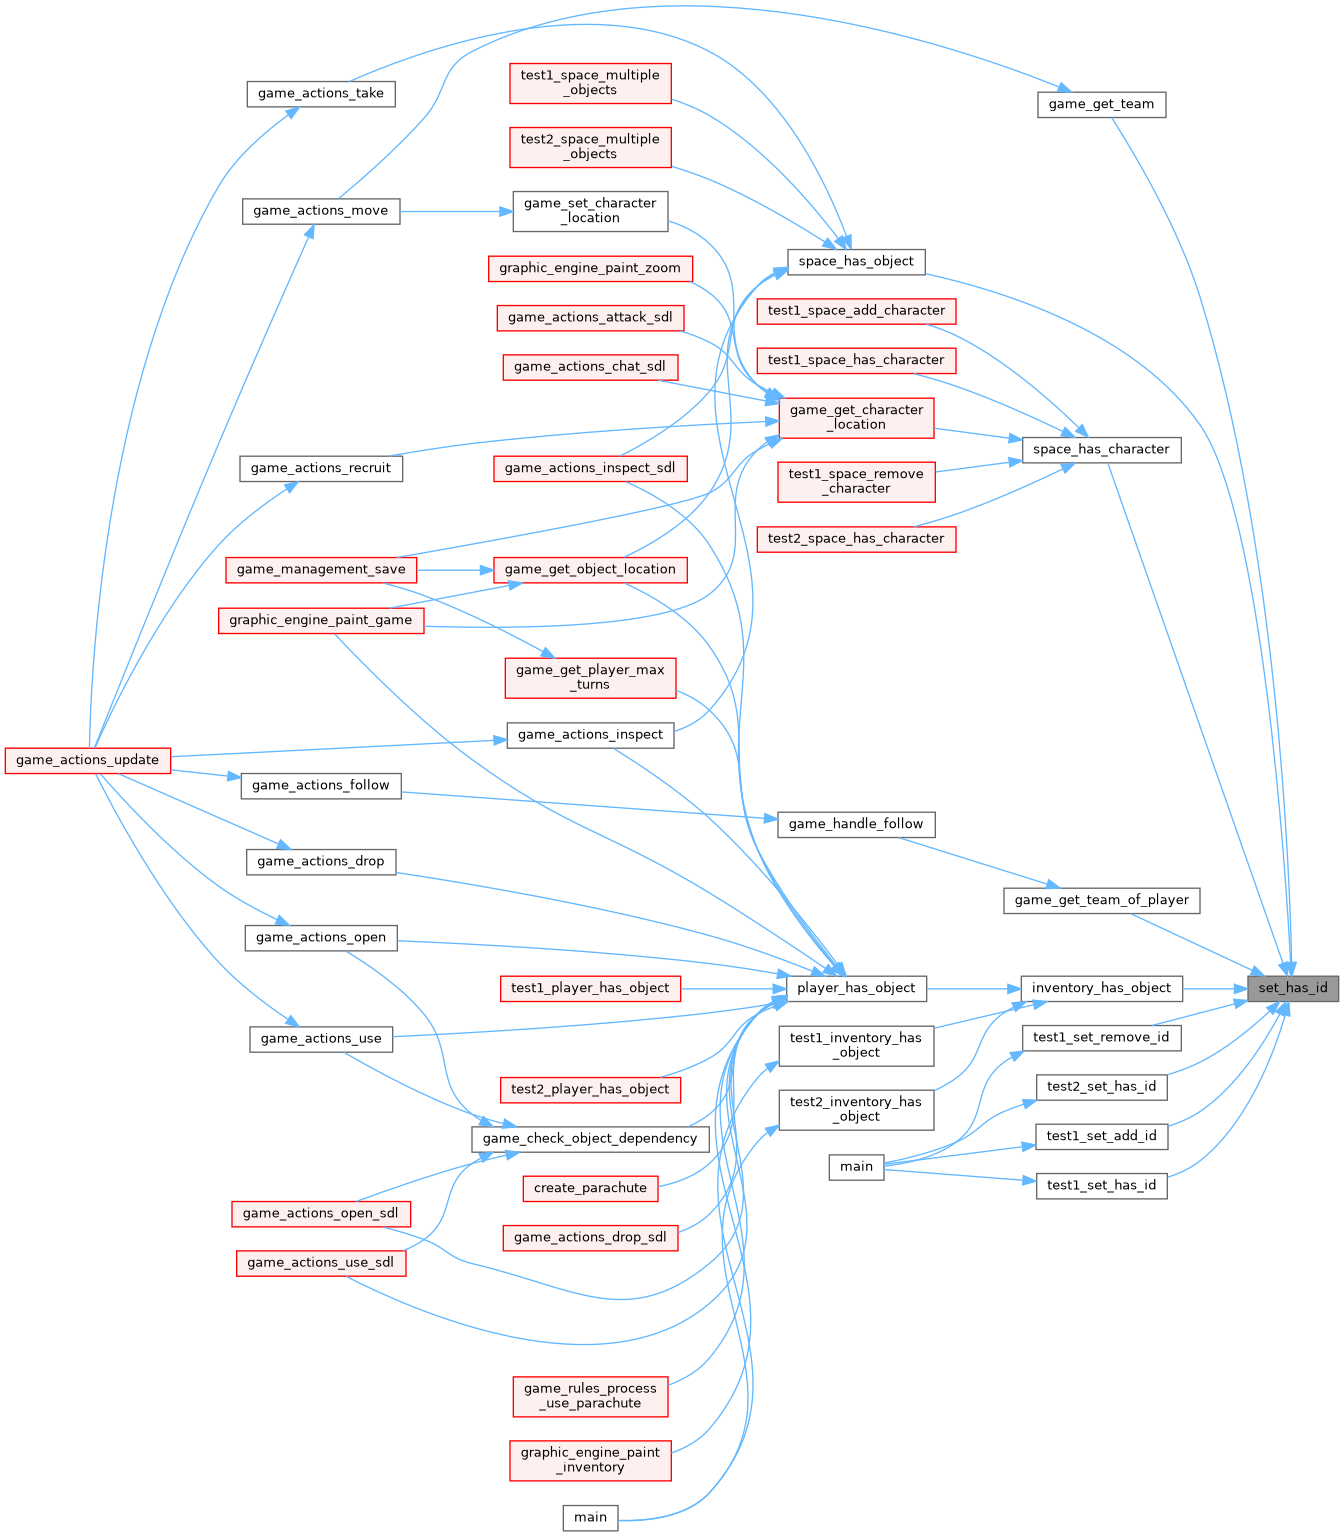 game_actions_take
game_actions_move
game_actions_recruit
game_management_save
graphic_engine_paint_game
game_actions_update
game_actions_follow
game_actions_drop
game_actions_open
game_actions_use
game_actions_open_sdl
game_actions_use_sdl
test1_space_multiple
_objects
test2_space_multiple
_objects
game_set_character
_location
graphic_engine_paint_zoom
game_actions_attack_sdl
game_actions_chat_sdl
game_actions_inspect_sdl
game_get_object_location
game_get_player_max
_turns
game_actions_inspect
test1_player_has_object
test2_player_has_object
game_check_object_dependency
create_parachute
game_actions_drop_sdl
game_rules_process
_use_parachute
graphic_engine_paint
_inventory
main
space_has_object
test1_space_add_character
test1_space_has_character
game_get_character
_location
test1_space_remove
_character
test2_space_has_character
game_handle_follow
player_has_object
test1_inventory_has
_object
test2_inventory_has
_object
main
game_get_team
space_has_character
game_get_team_of_player
inventory_has_object
test1_set_remove_id
test2_set_has_id
test1_set_add_id
test1_set_has_id
set_has_id